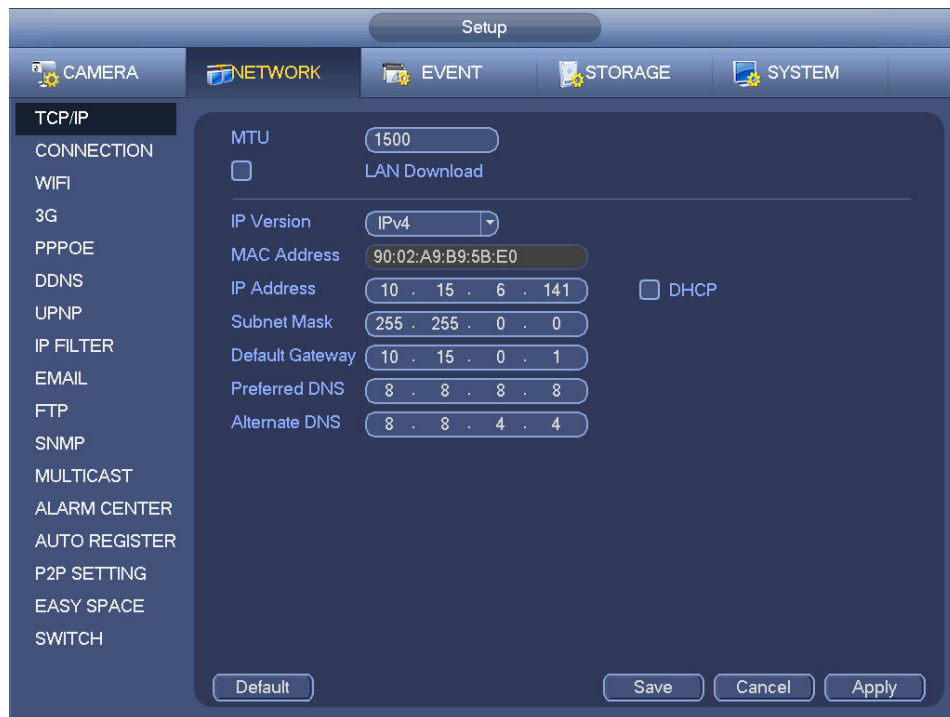 Setup
CAMERA NETWORK EVENT STORAGE SYSTEM
TCP/IP
CONNECTION
WIFI
3G
PPPOE
DDNS
UPNP
IP FILTER
EMAIL
FTP
SNMP
MULTICAST
ALARM CENTER
AUTO REGISTER
P2P SETTING
EASY SPACE
SWITCH
MTU 1500
LAN Download
IP Version IPv4
MAC Address 90:02:A9:B9:5B:E0
IP Address 10 . 15 . 6 . 141 DHCP
Subnet Mask 255 . 255 . 0 . 0
Default Gateway 10 . 15 . 0 . 1
Preferred DNS 8 . 8 . 8 . 8
Alternate DNS 8 . 8 . 4 . 4
Default Save Cancel Apply